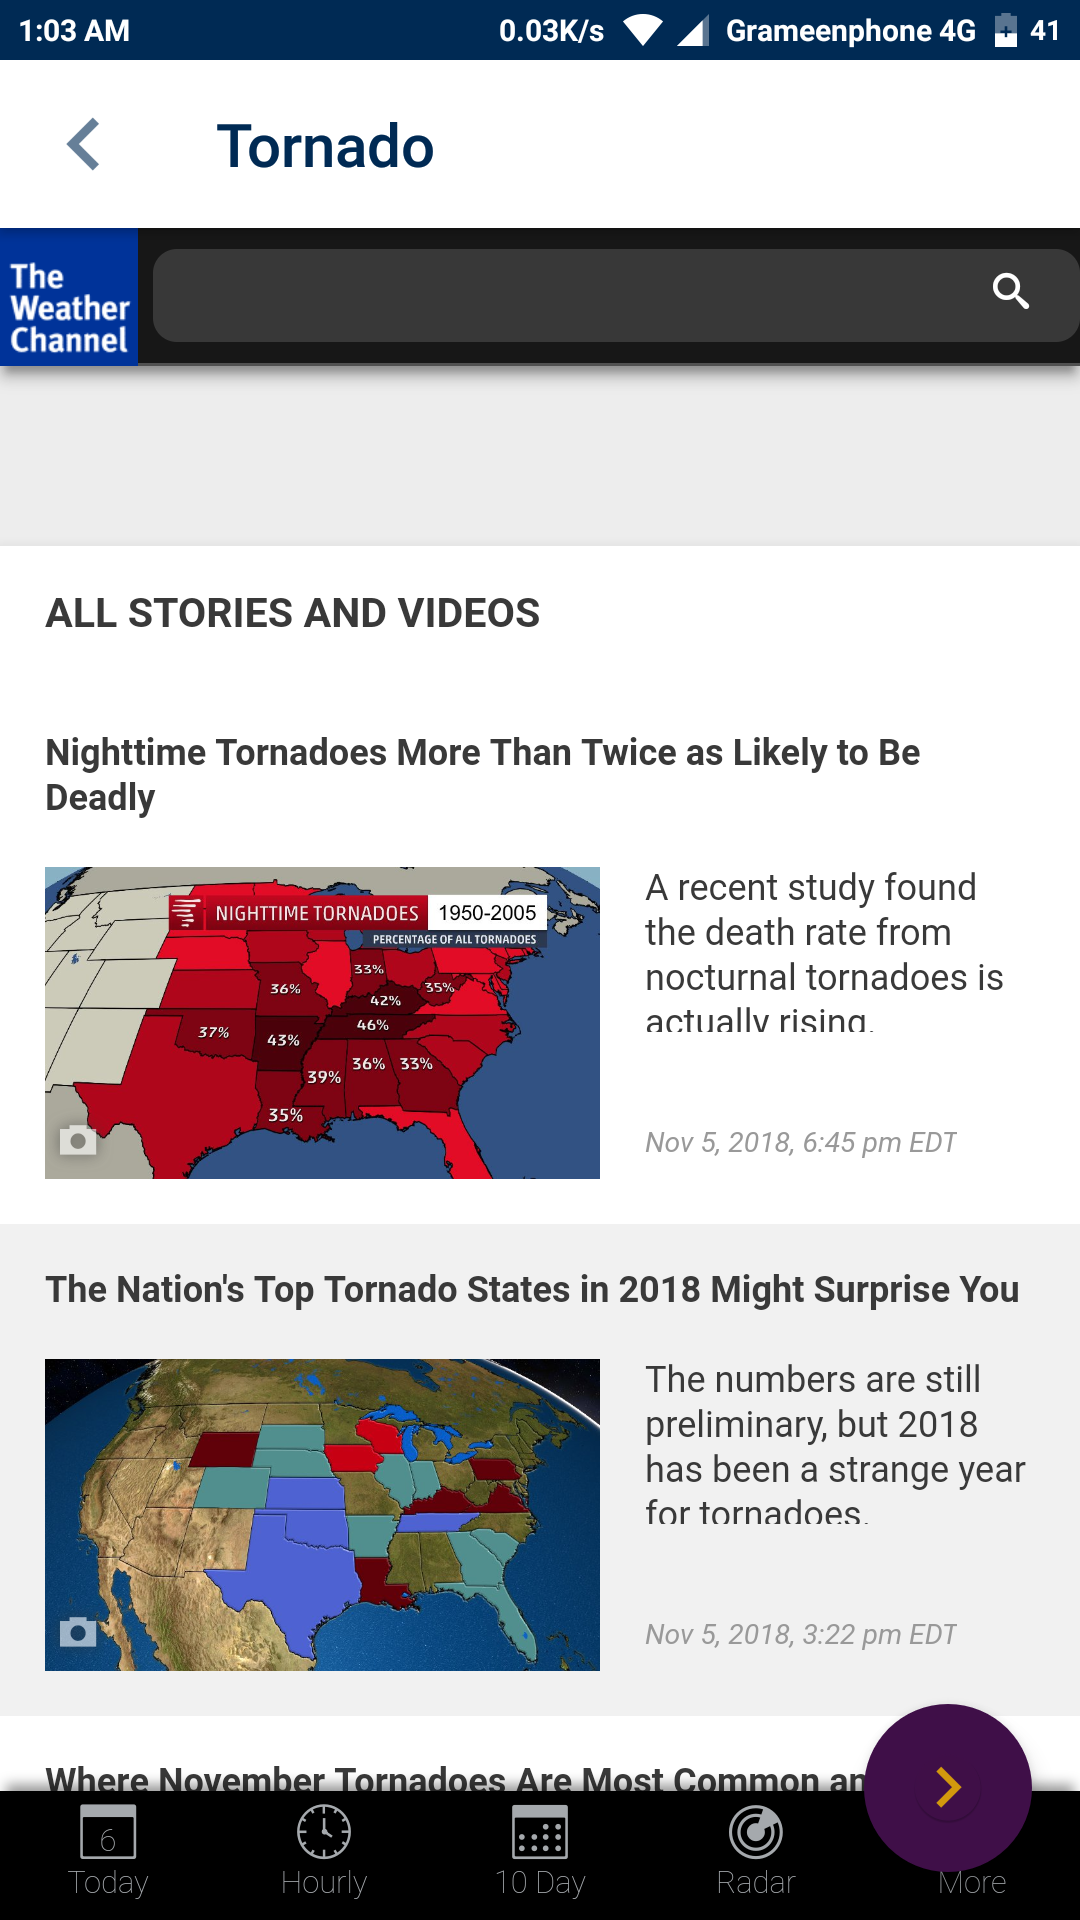 1:03 AM 0.03K/s Grameenphone 4G 41
Tornado
The
Weather
Channel
ALL STORIES AND VIDEOS
Nighttime Tornadoes More Than Twice as Likely to Be
Deadly
NIGHTTIME TORNADOES 1950-2005
PERCENTAGE OF ALL TORNADOES
33%
36% 35%
42%
37% 43% 46%
39% 36% 33%
35%
A recent study found
the death rate from
nocturnal tornadoes is
actually rising.
Nov 5, 2018, 6:45 pm EDT
The Nation's Top Tornado States in 2018 Might Surprise You
The numbers are still
preliminary, but 2018
has been a strange year
for tornadoes.
Nov 5, 2018, 3:22 pm EDT
Where November Tornadoes Are Most Common an
6
Today Hourly 10 Day Radar More